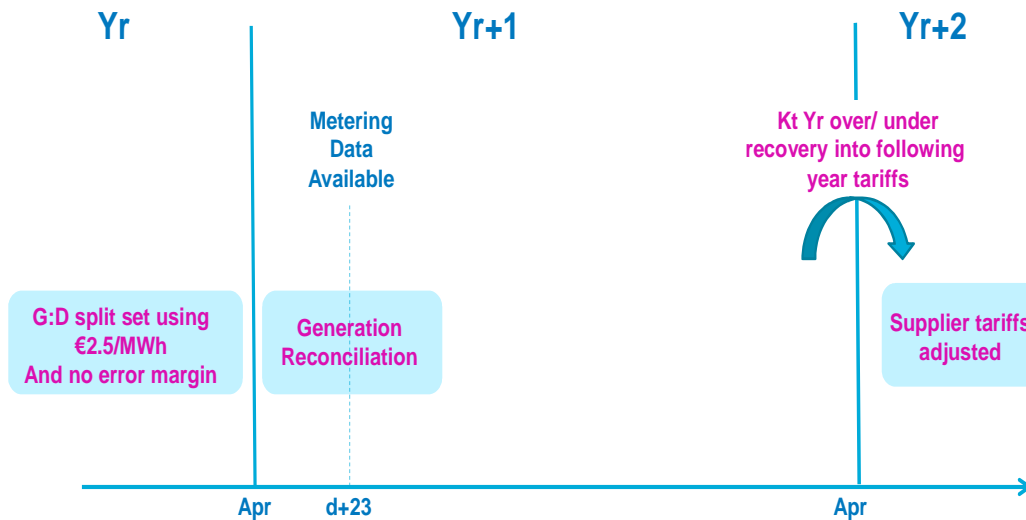 Yr
Yr+1
Yr+2
Metering
Data
Available
Kt Yr over/ under
recovery into following
year tariffs
G:D split set using
€2.5/MWh
And no error margin
Generation
Reconciliation
Supplier tariffs
adjusted
Apr
d+23
Apr